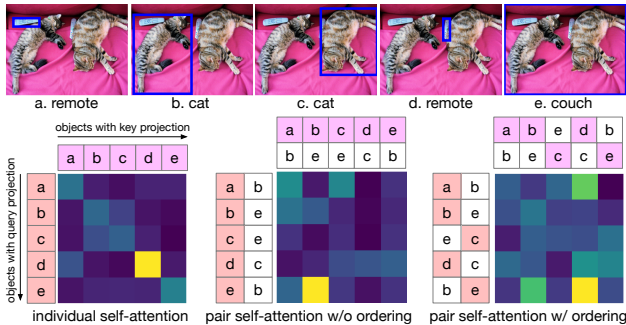 a. remote b. cat c. cat d. remote e. couch
objects with key projection
a b c d e
a b c d e
b e c c b
a b e d b
b e c c e
objects with query projection
a
b
c
d
e
a b
b e
c e
d c
e b
a b
b e
e c
d c
b e
individual self-attention
pair self-attention w/o ordering
pair self-attention w/ ordering